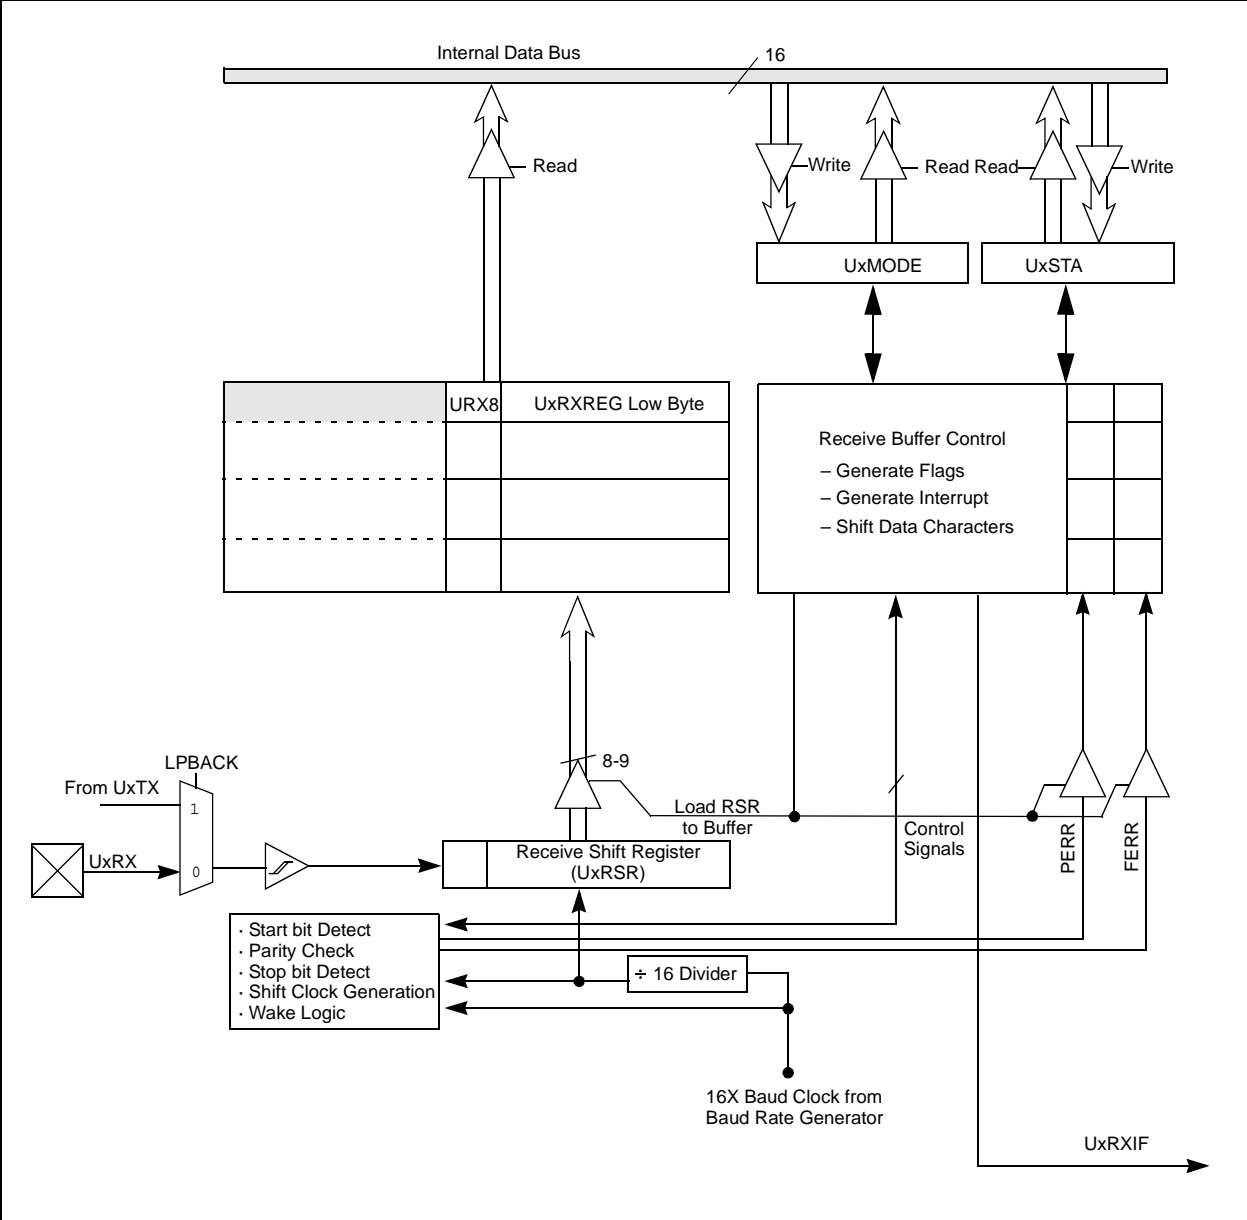 Internal Data Bus
16
Read
Write
Read Read
Write
UxMODE
UxSTA
URX8
UxRXREG Low Byte
Receive Buffer Control
– Generate Flags
– Generate Interrupt
– Shift Data Characters
8-9
LPBACK
From UxTX
1
Load RSR
to Buffer
Control
Signals
PERR
FERR
UxRX
0
Receive Shift Register
(UxRSR)
· Start bit Detect
· Parity Check
· Stop bit Detect
· Shift Clock Generation
· Wake Logic
÷ 16 Divider
16X Baud Clock from
Baud Rate Generator
UxRXIF